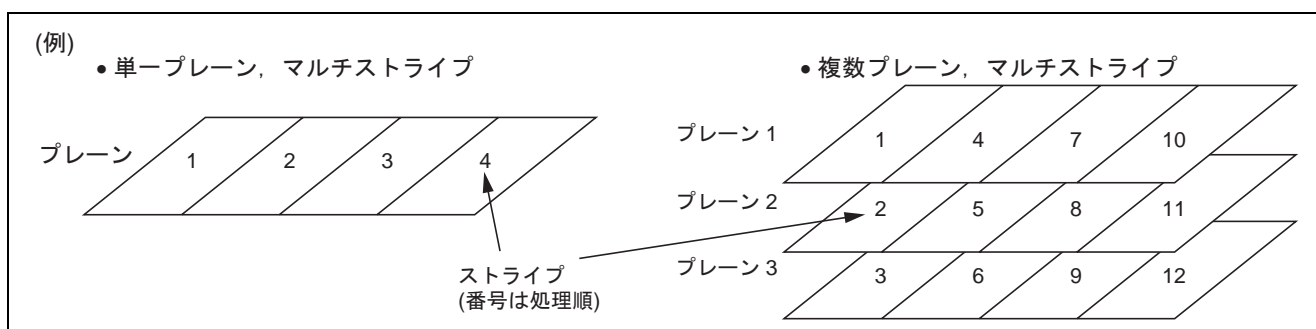 (例)
• 単一プレーン，マルチストライプ
プレーン
1 2 3 4
ストライプ
(番号は処理順)
• 複数プレーン，マルチストライプ
プレーン 1
1 4 7 10
プレーン 2
2 5 8 11
プレーン 3
3 6 9 12